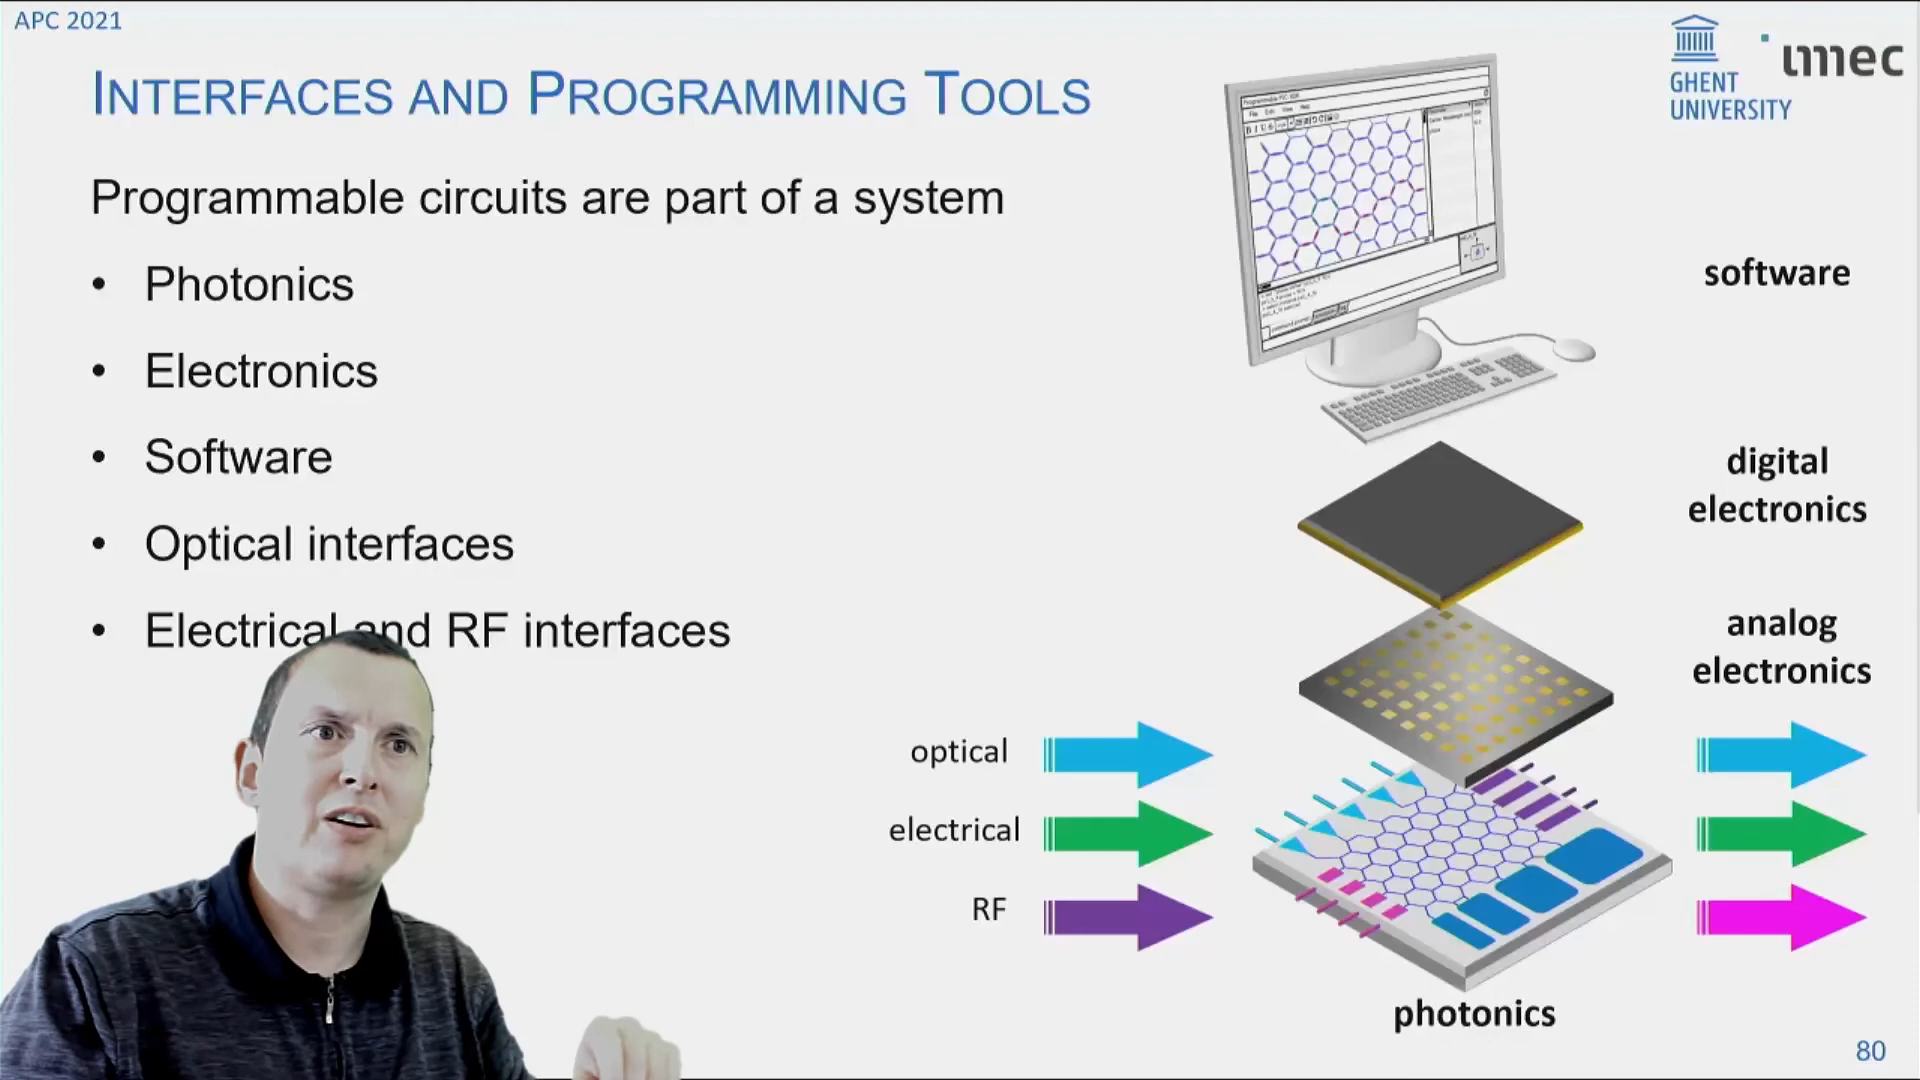 APC 2021
INTERFACES AND PROGRAMMING TOOLS
GHENT
UNIVERSITY
imec
Programmable circuits are part of a system
• Photonics
• Electronics
• Software
• Optical interfaces
• Electrical and RF interfaces
software
digital
electronics
analog
electronics
optical
electrical
RF
photonics
80